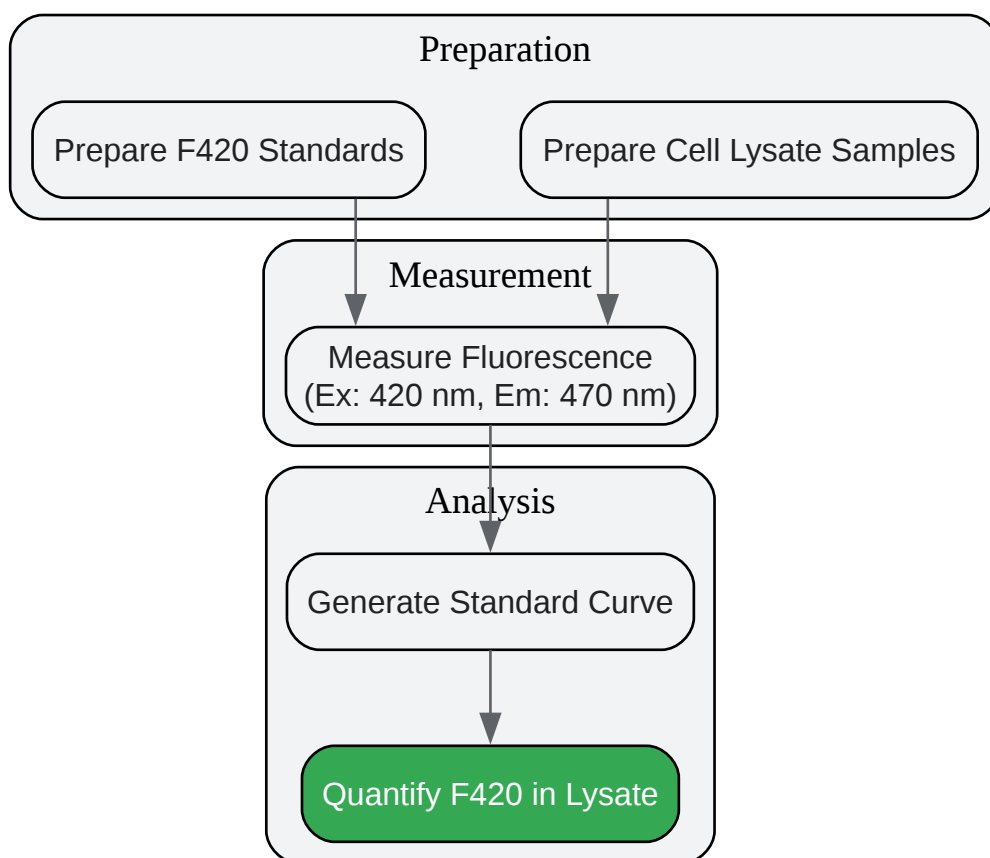 Preparation
Prepare F420 Standards
Prepare Cell Lysate Samples
Measurement
Measure Fluorescence
(Ex: 420 nm, Em: 470 nm)
Analysis
Generate Standard Curve
Quantify F420 in Lysate